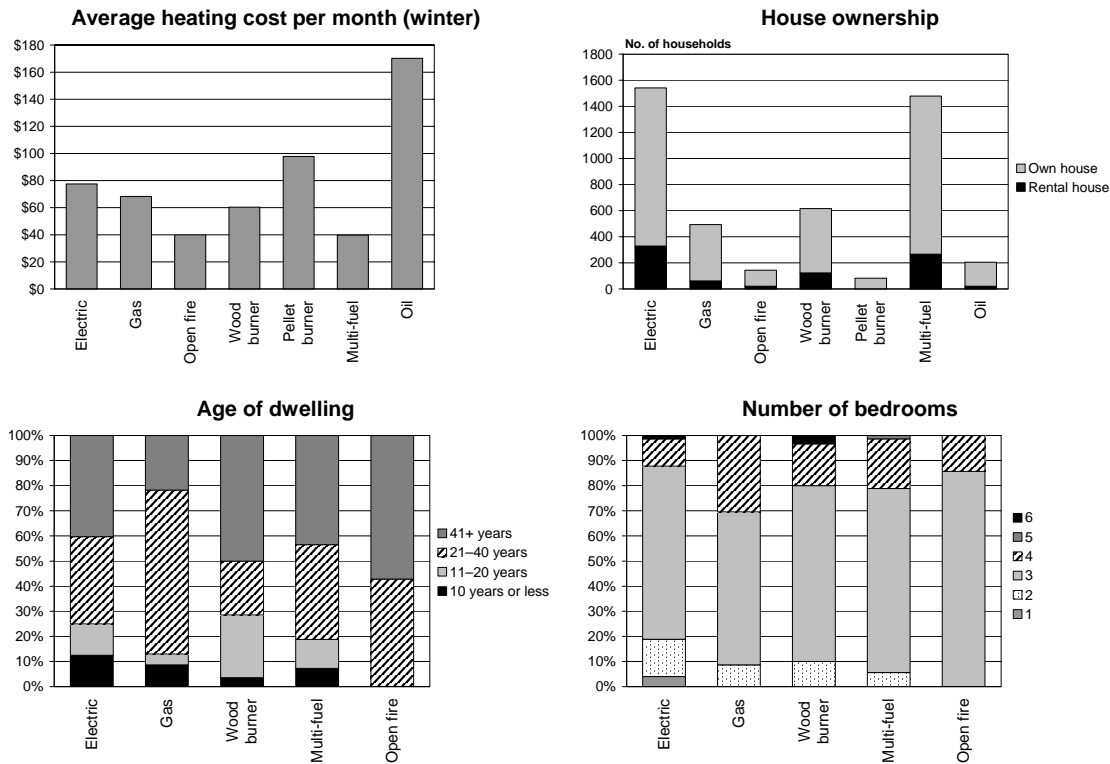 Average heating cost per month (winter)
$180
$160
$140
$120
$100
$80
$60
$40
$20
$0
Electric
Gas
Open fire
Wood
burner
Pellet
burner
Multi-fuel
Oil
House ownership
No. of households
1800
1600
1400
1200
1000
800
600
400
200
0
Electric
Gas
Open fire
Wood
burner
Pellet
burner
Multi-fuel
Oil
Own house
Rental house
Age of dwelling
100%
90%
80%
70%
60%
50%
40%
30%
20%
10%
0%
Electric
Gas
Wood
burner
Multi-fuel
Open fire
41+ years
21–40 years
11–20 years
10 years or less
Number of bedrooms
100%
90%
80%
70%
60%
50%
40%
30%
20%
10%
0%
Electric
Gas
Wood
burner
Multi-fuel
Open fire
6
5
4
3
2
1